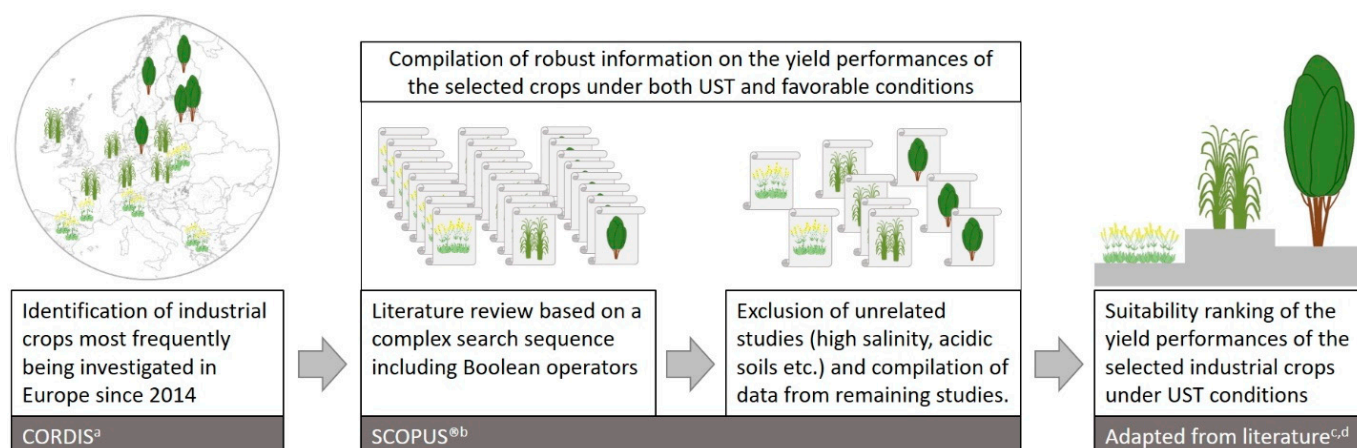 Compilation of robust information on the yield performances of
the selected crops under both UST and favorable conditions
Identification of industrial
crops most frequently
being investigated in
Europe since 2014
CORDISᵃ
Literature review based on a
complex search sequence
including Boolean operators
Exclusion of unrelated
studies (high salinity, acidic
soils etc.) and compilation of
data from remaining studies.
SCOPUS®ᵇ
Suitability ranking of the
yield performances of the
selected industrial crops
under UST conditions
Adapted from literatureᶜ,ᵈ